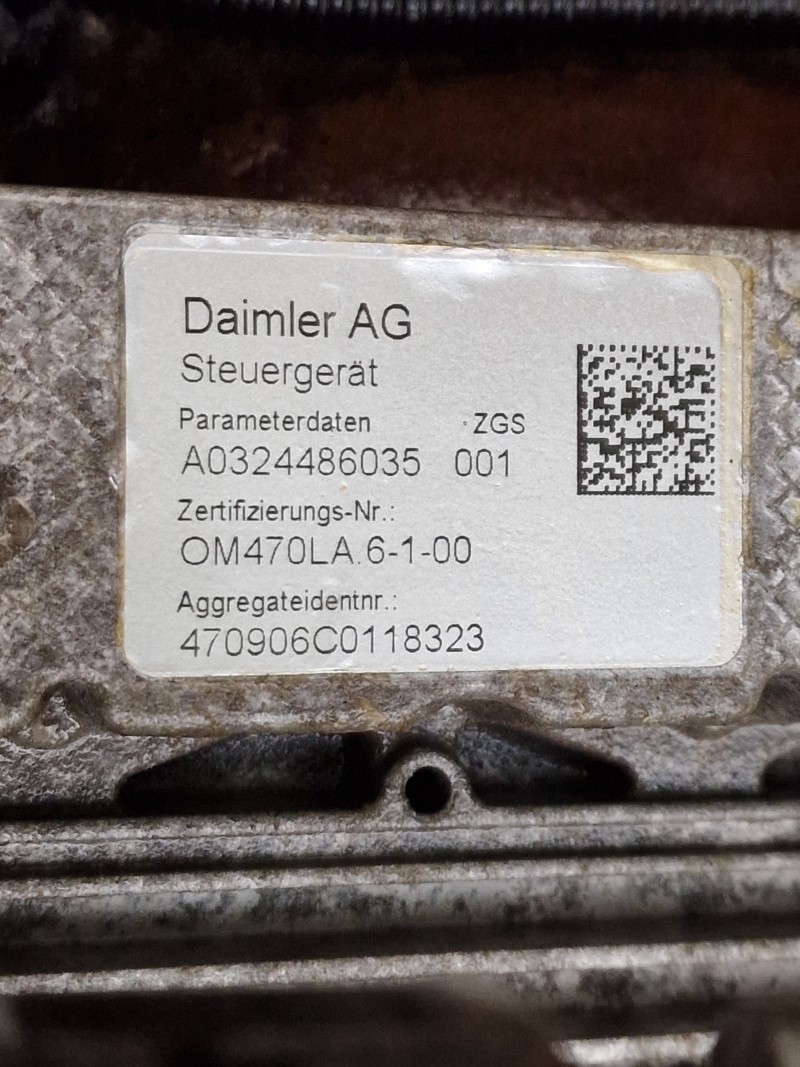 Daimler AG
Steuergerät
Parameterdaten ZGS
A0324486035 001
Zertifizierungs-Nr.:
OM470LA.6-1-00
Aggregateidentnr.:
470906C0118323